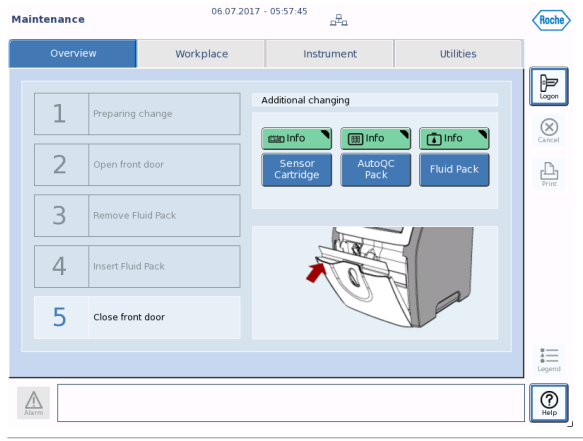 Maintenance
06.07.2017 - 05:57:45
Roche
Overview
Workplace
Instrument
Utilities
1
Preparing change
2
Open front door
3
Remove Fluid Pack
4
Insert Fluid Pack
5
Close front door
Additional changing
Info
Info
Info
Sensor
Cartridge
AutoQC
Pack
Fluid Pack
Logon
Cancel
Print
Legend
Alarm
Help